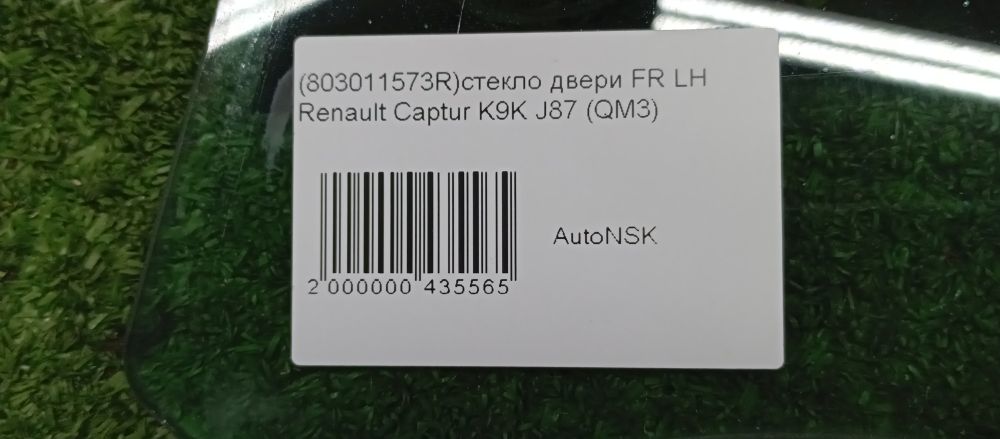 (803011573R)стекло двери FR LH
Renault Captur K9K J87 (QM3)
AutoNSK
2 000000 435565